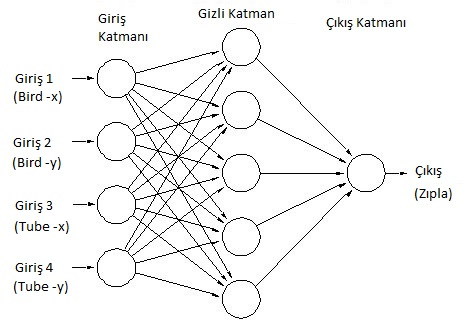 Giriş
Katmanı
Gizli Katman
Çıkış Katmanı
Giriş 1
(Bird -x)
Giriş 2
(Bird -y)
Giriş 3
(Tube -x)
Giriş 4
(Tube -y)
Çıkış
(Zıpla)